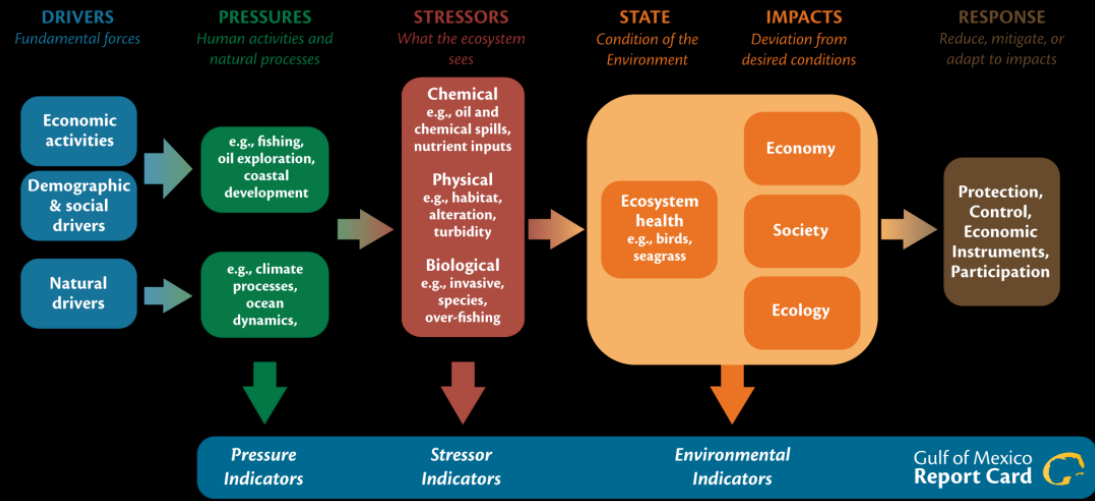 DRIVERS
Fundamental forces
PRESSURES
Human activities and
natural processes
STRESSORS
What the ecosystem
sees
STATE
Condition of the
Environment
IMPACTS
Deviation from
desired conditions
RESPONSE
Reduce, mitigate, or
adapt to impacts
Economic
activities
Demographic
& social
drivers
Natural
drivers
e.g., fishing,
oil exploration,
coastal
development
e.g., climate
processes,
ocean
dynamics,
Chemical
e.g., oil and
chemical spills,
nutrient inputs
Physical
e.g., habitat,
alteration,
turbidity
Biological
e.g., invasive,
species,
over-fishing
Ecosystem
health
e.g., birds,
seagrass
Economy
Society
Ecology
Protection,
Control,
Economic
Instruments,
Participation
Pressure
Indicators
Stressor
Indicators
Environmental
Indicators
Gulf of Mexico
Report Card